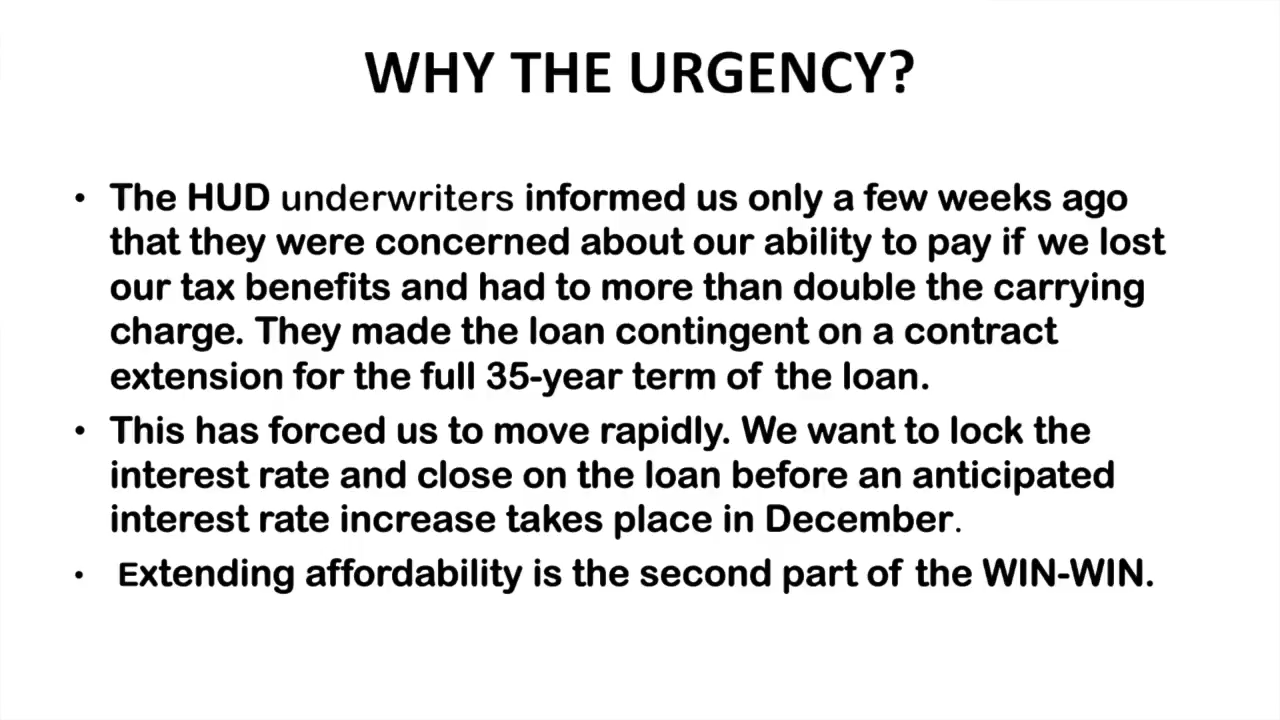 WHY THE URGENCY?
• The HUD underwriters informed us only a few weeks ago
that they were concerned about our ability to pay if we lost
our tax benefits and had to more than double the carrying
charge. They made the loan contingent on a contract
extension for the full 35-year term of the loan.
• This has forced us to move rapidly. We want to lock the
interest rate and close on the loan before an anticipated
interest rate increase takes place in December.
• Extending affordability is the second part of the WIN-WIN.